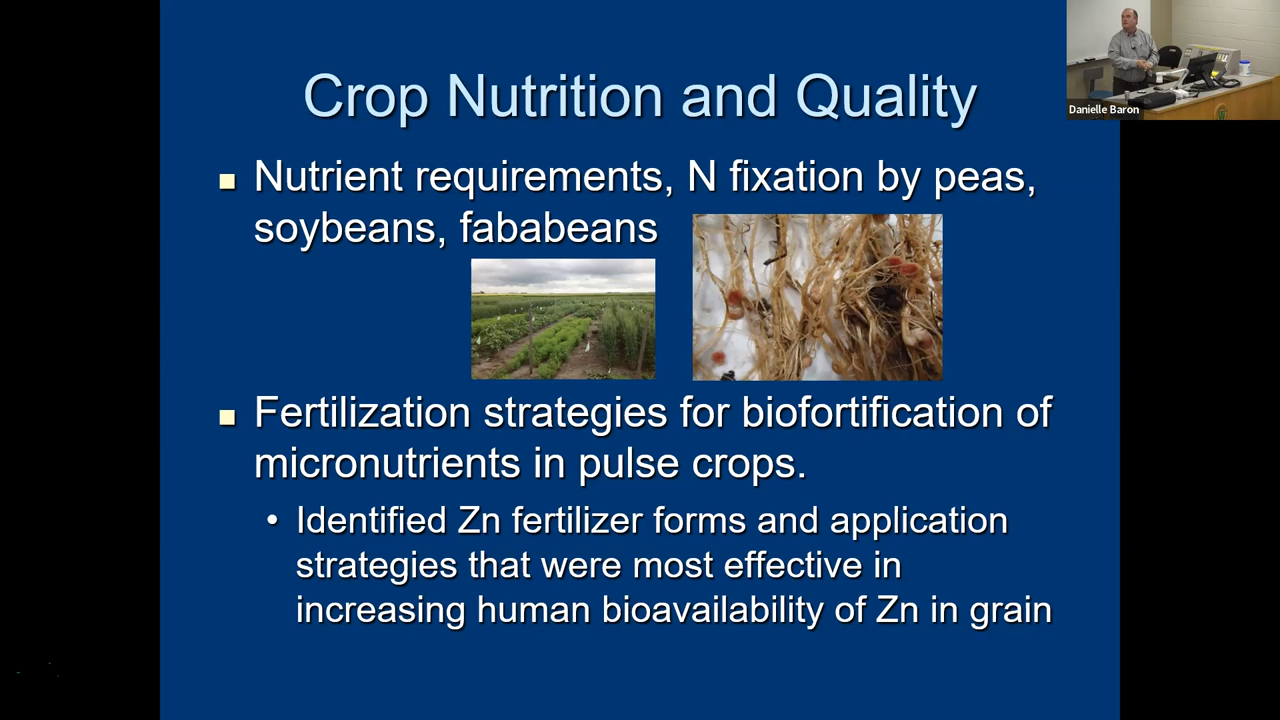 Crop Nutrition and Quality
Danielle Baron
Nutrient requirements, N fixation by peas,
soybeans, fababeans
Fertilization strategies for biofortification of
micronutrients in pulse crops.
Identified Zn fertilizer forms and application
strategies that were most effective in
increasing human bioavailability of Zn in grain